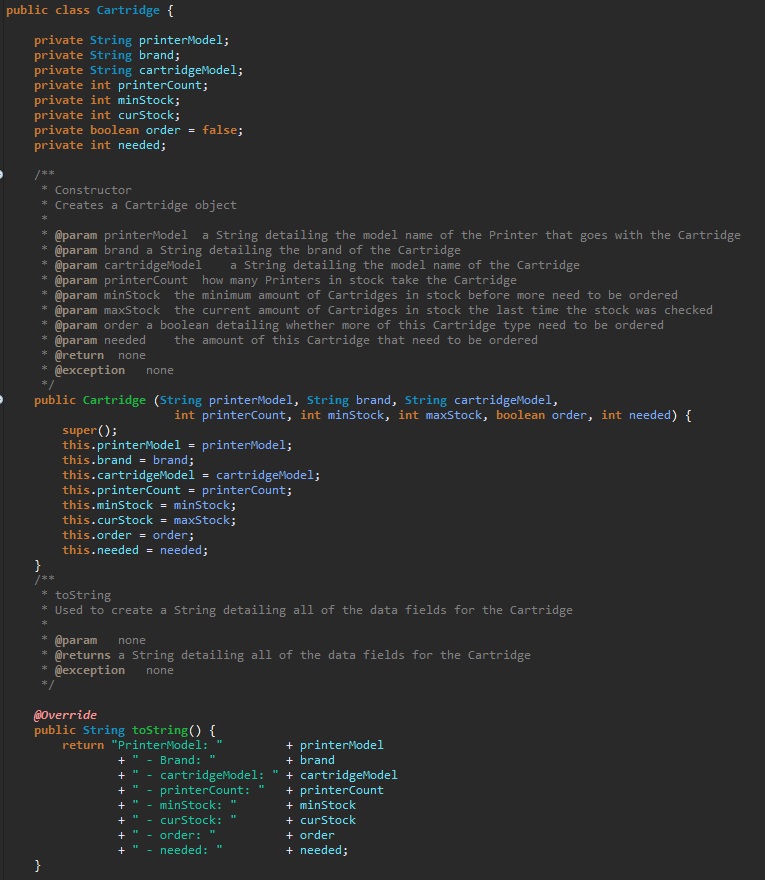 public class Cartridge {
private String printerModel;
private String brand;
private String cartridgeModel;
private int printerCount;
private int minStock;
private int curStock;
private boolean order = false;
private int needed;
/**
* Constructor
* Creates a Cartridge object
*
* @param printerModel  a String detailing the model name of the Printer that goes with the Cartridge
* @param brand a String detailing the brand of the Cartridge
* @param cartridgeModel    a String detailing the model name of the Cartridge
* @param printerCount  how many Printers in stock take the Cartridge
* @param minStock  the minimum amount of Cartridges in stock before more need to be ordered
* @param maxStock  the current amount of Cartridges in stock the last time the stock was checked
* @param order a boolean detailing whether more of this Cartridge type need to be ordered
* @param needed    the amount of this Cartridge that need to be ordered
* @return  none
* @exception   none
*/
public Cartridge (String printerModel, String brand, String cartridgeModel,
int printerCount, int minStock, int maxStock, boolean order, int needed) {
super();
this.printerModel = printerModel;
this.brand = brand;
this.cartridgeModel = cartridgeModel;
this.printerCount = printerCount;
this.minStock = minStock;
this.curStock = maxStock;
this.order = order;
this.needed = needed;
}
/**
* toString
* Used to create a String detailing all of the data fields for the Cartridge
*
* @param   none
* @returns a String detailing all of the data fields for the Cartridge
* @exception   none
*/
@Override
public String toString() {
return "PrinterModel: "         + printerModel
+ " - Brand: "          + brand
+ " - cartridgeModel: " + cartridgeModel
+ " - printerCount: "   + printerCount
+ " - minStock: "       + minStock
+ " - curStock: "       + curStock
+ " - order: "          + order
+ " - needed: "         + needed;
}